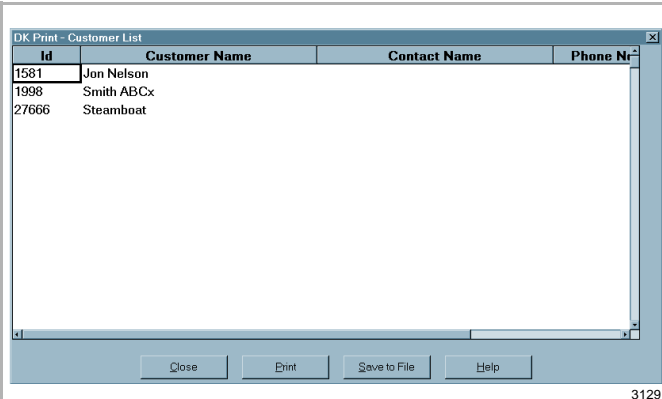 DK Print - Customer List
Id Customer Name Contact Name Phone
1581 Jon Nelson
1998 Smith ABCx
27666 Steamboat
Close Print Save to File Help
3129